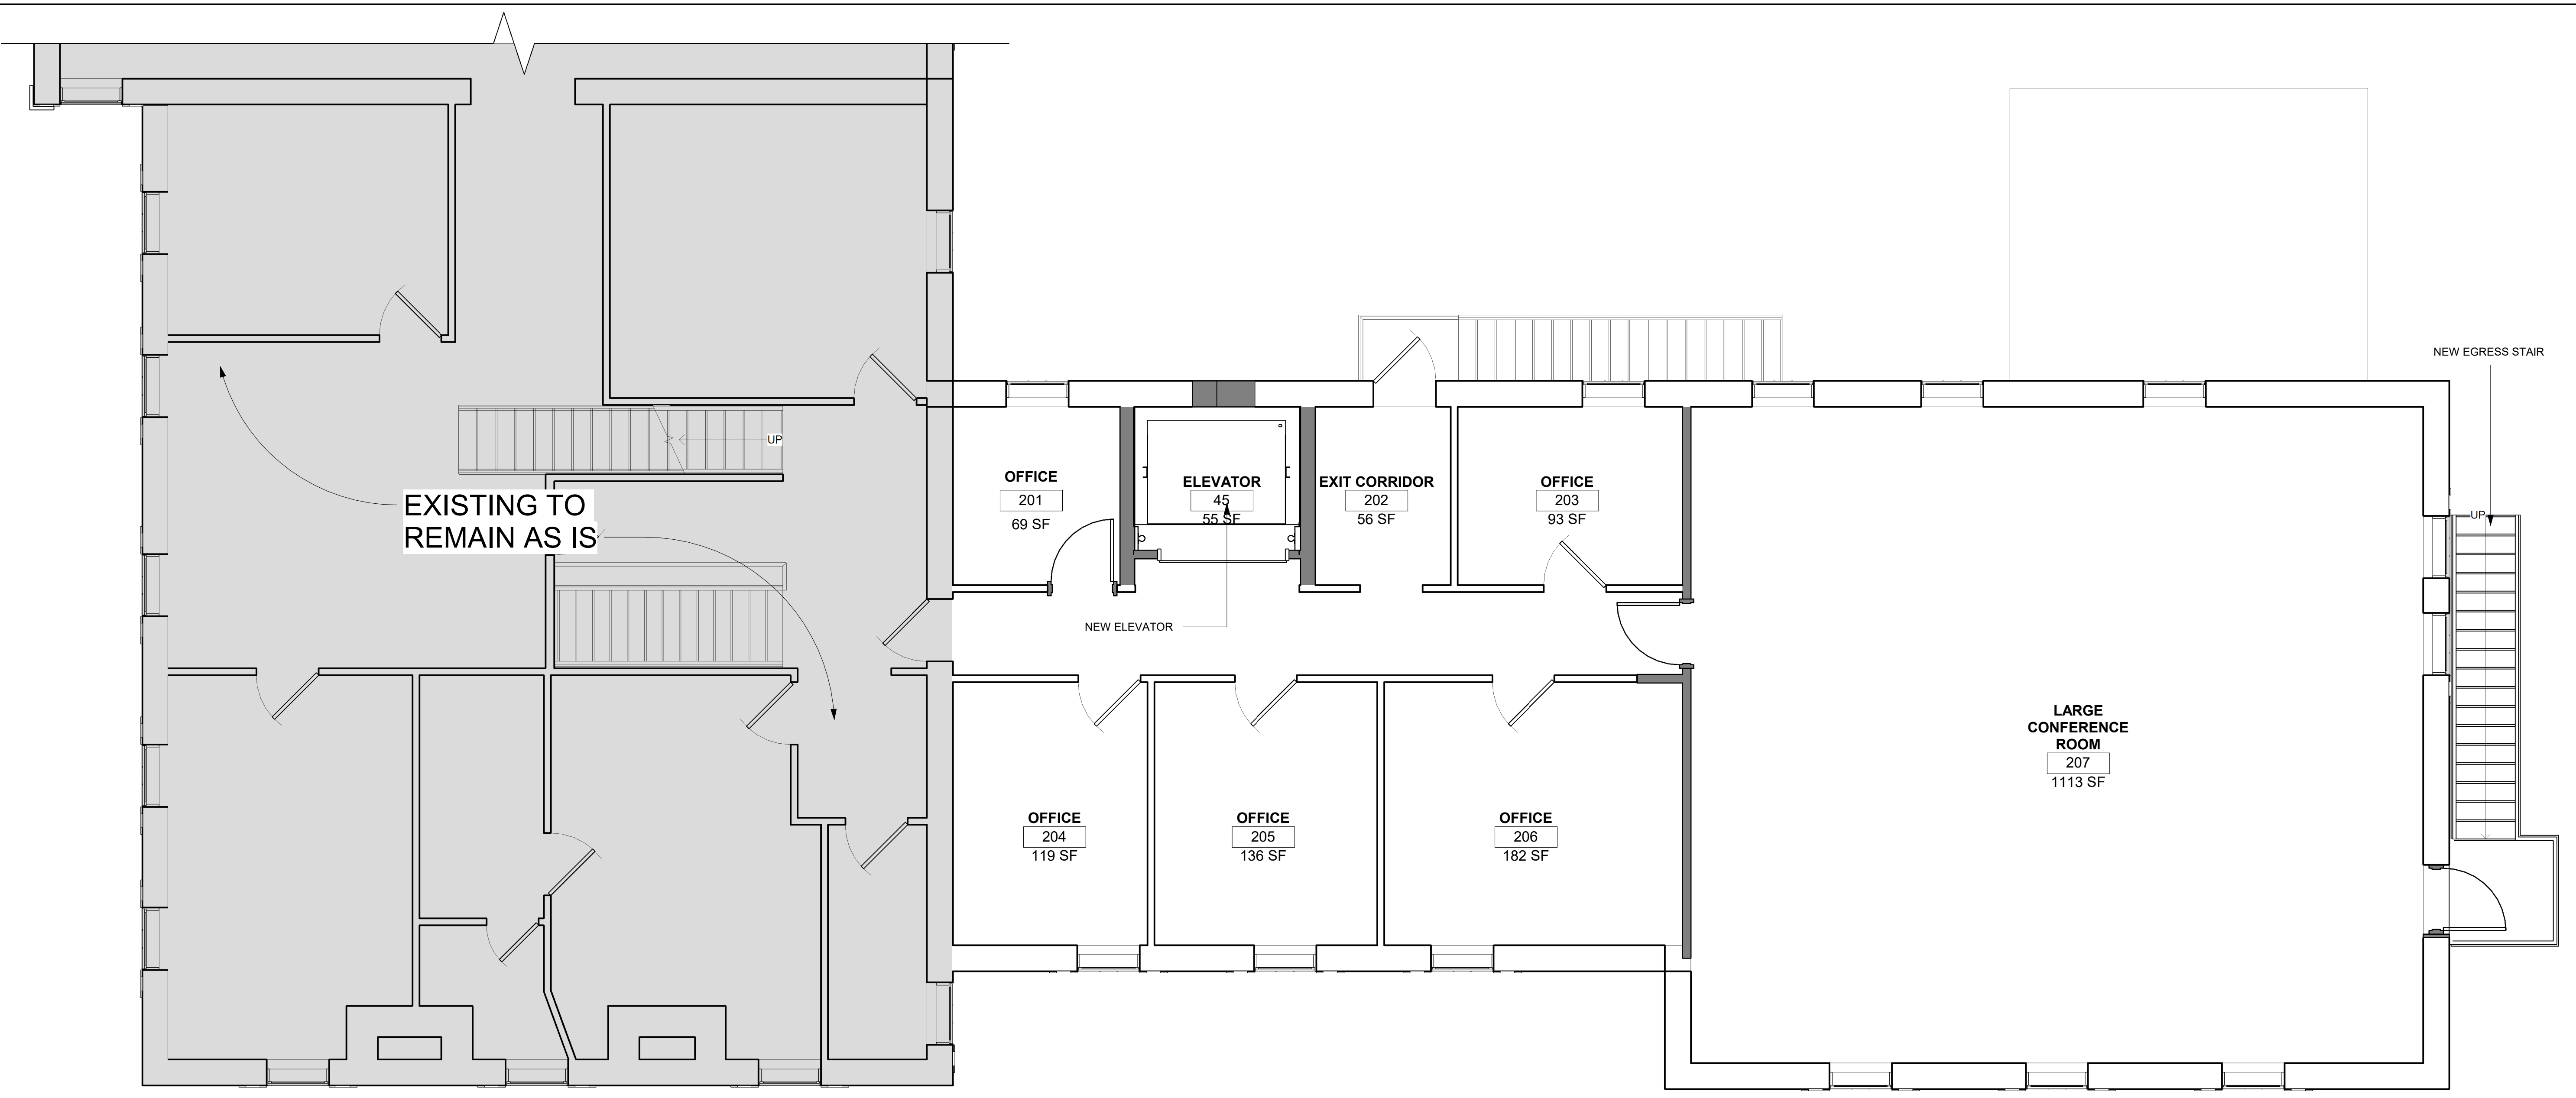 NEW EGRESS STAIR
UP
EXISTING TO
REMAIN AS IS
OFFICE
201
69 SF
ELEVATOR
45
55 SF
EXIT CORRIDOR
202
56 SF
OFFICE
203
93 SF
UP
NEW ELEVATOR
LARGE
CONFERENCE
ROOM
207
1113 SF
OFFICE
204
119 SF
OFFICE
205
136 SF
OFFICE
206
182 SF